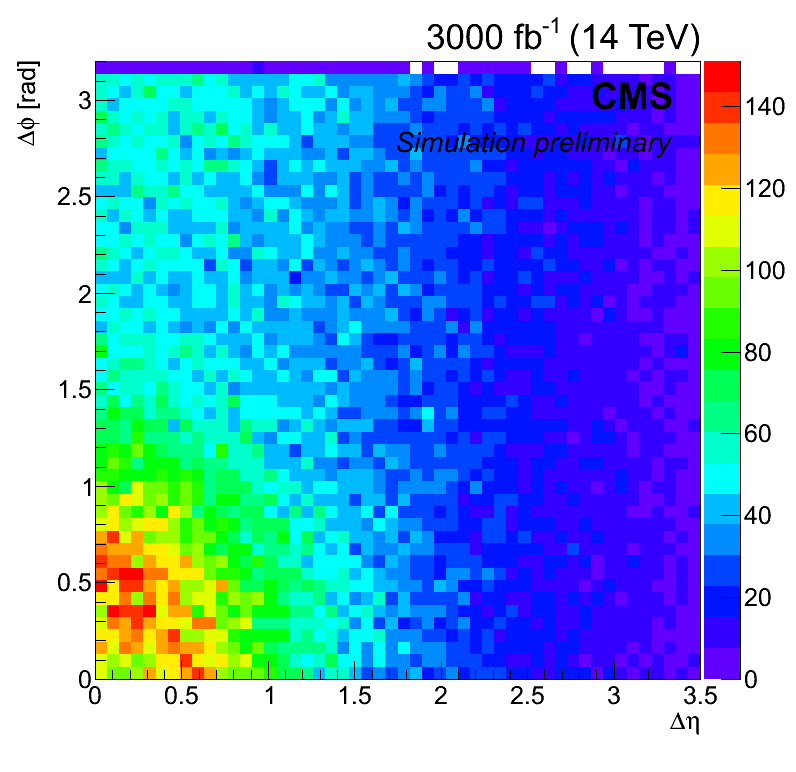 3000 fb-1 (14 TeV)
Δϕ [rad]
CMS
Simulation preliminary
3
2.5
2
1.5
1
0.5
0
0 0.5 1 1.5 2 2.5 3 3.5
Δη
140
120
100
80
60
40
20
0